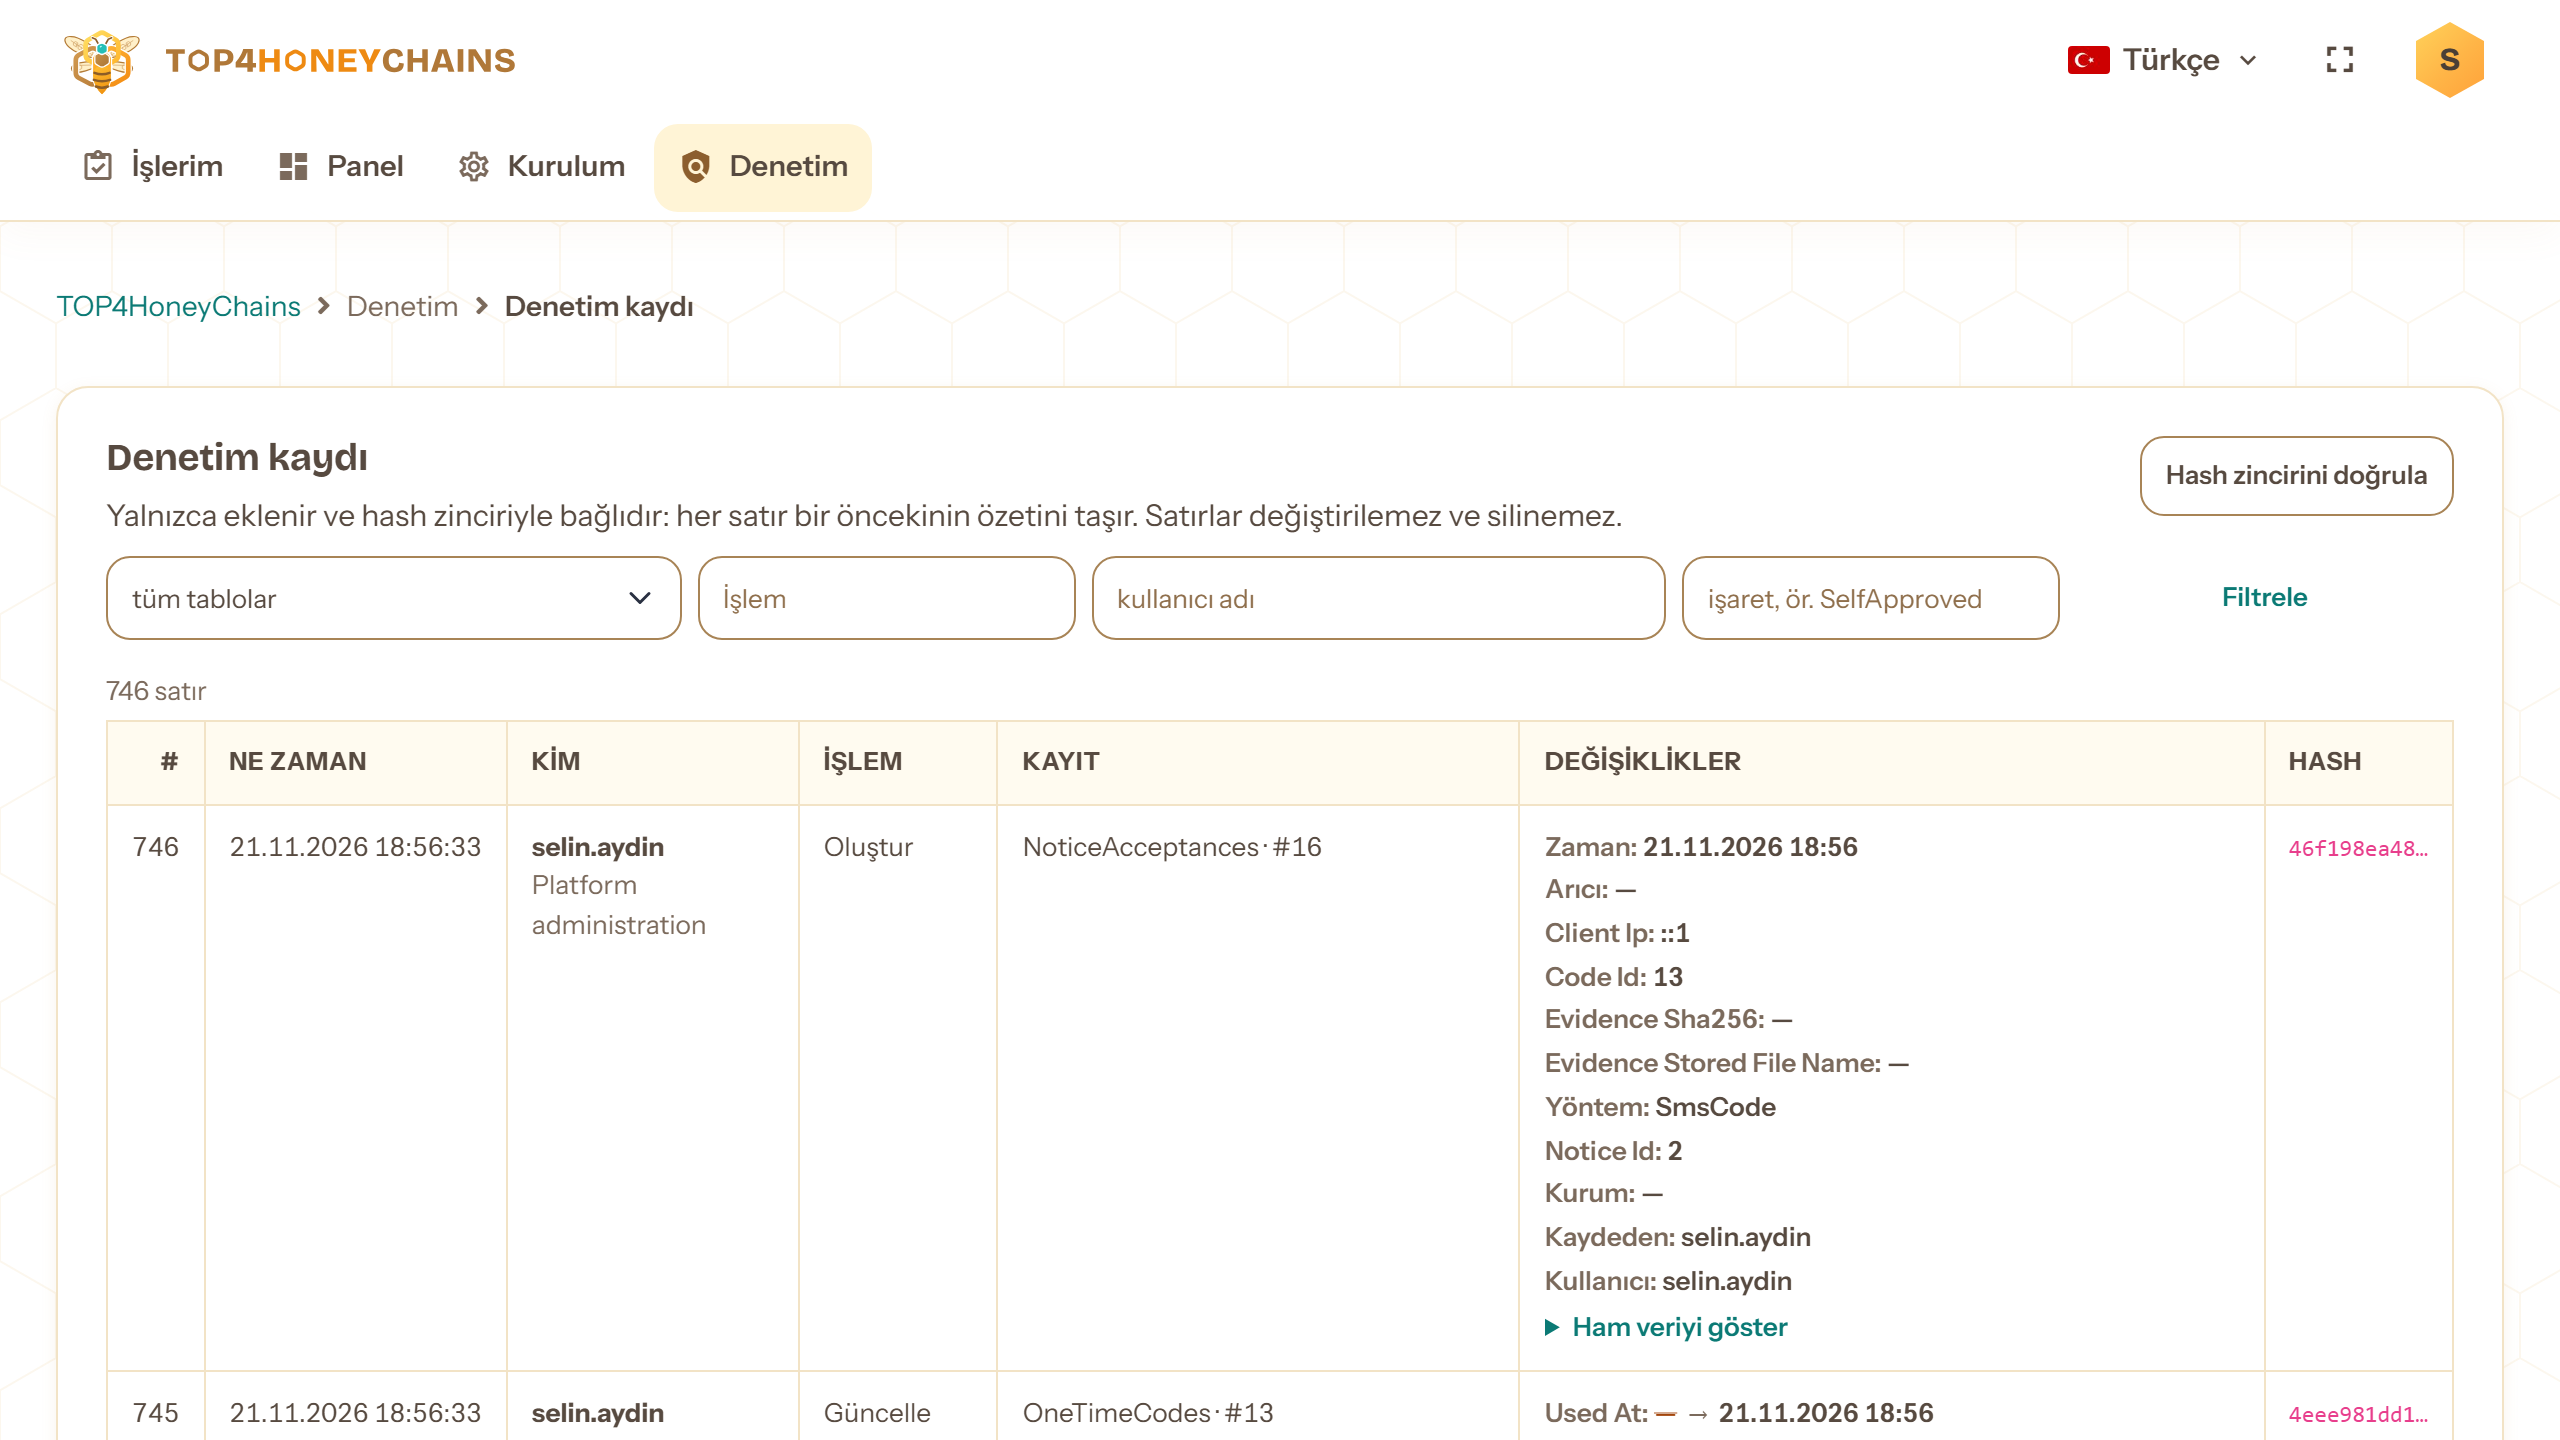 TOP4HONEYCHAINS
Türkçe
S
İşlerim
Panel
Kurulum
Denetim
TOP4HoneyChains > Denetim > Denetim kaydı
Denetim kaydı
Hash zincirini doğrula
Yalnızca eklenir ve hash zinciriyle bağlıdır: her satır bir öncekinin özetini taşır. Satırlar değiştirilemez ve silinemez.
tüm tablolar
İşlem
kullanıcı adı
işaret, ör. SelfApproved
Filtrele
746 satır
# NE ZAMAN KİM İŞLEM KAYIT DEĞİŞİKLİKLER HASH
746 21.11.2026 18:56:33 selin.aydin Oluştur NoticeAcceptances · #16 Zaman: 21.11.2026 18:56 46f198ea48…
Platform
administration
Arıcı: —
Client Ip: ::1
Code Id: 13
Evidence Sha256: —
Evidence Stored File Name: —
Yöntem: SmsCode
Notice Id: 2
Kurum: —
Kaydeden: selin.aydin
Kullanıcı: selin.aydin
Ham veriyi göster
745 21.11.2026 18:56:33 selin.aydin Güncelle OneTimeCodes · #13 Used At: — → 21.11.2026 18:56 4eee981dd1…